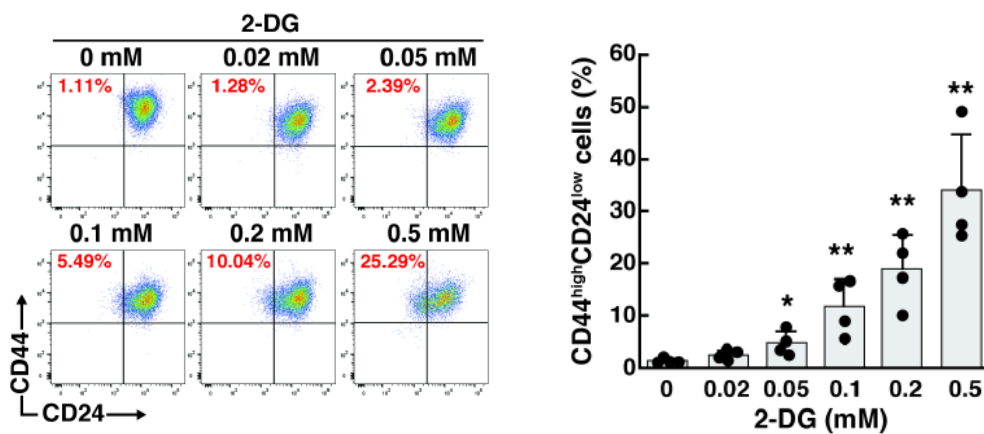 2-DG
0 mM 0.02 mM 0.05 mM
1.11% 1.28% 2.39%
0.1 mM 0.2 mM 0.5 mM
5.49% 10.04% 25.29%
CD44
CD24
CD44highCD24low cells (%)
60
50
40
30
20
10
0
* ** ** **
0 0.02 0.05 0.1 0.2 0.5
2-DG (mM)